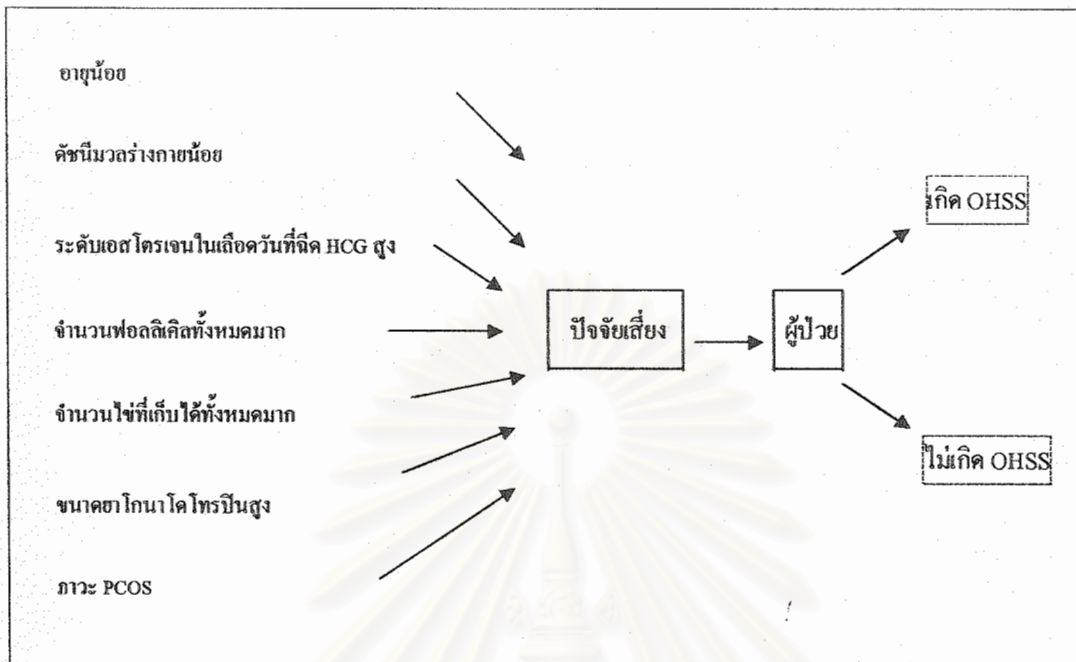 อายุน้อย
ดัชนีมวลร่างกายน้อย
ระดับเอสโตรเจนในเลือดวันที่ฉีด HCG สูง
จำนวนฟอลลิเคิลทั้งหมดมาก
จำนวนไข่ที่เก็บได้ทั้งหมดมาก
ขนาดยาโกนาโดโทรปินสูง
ภาวะ PCOS
ปัจจัยเสี่ยง
ผู้ป่วย
เกิด OHSS
ไม่เกิด OHSS